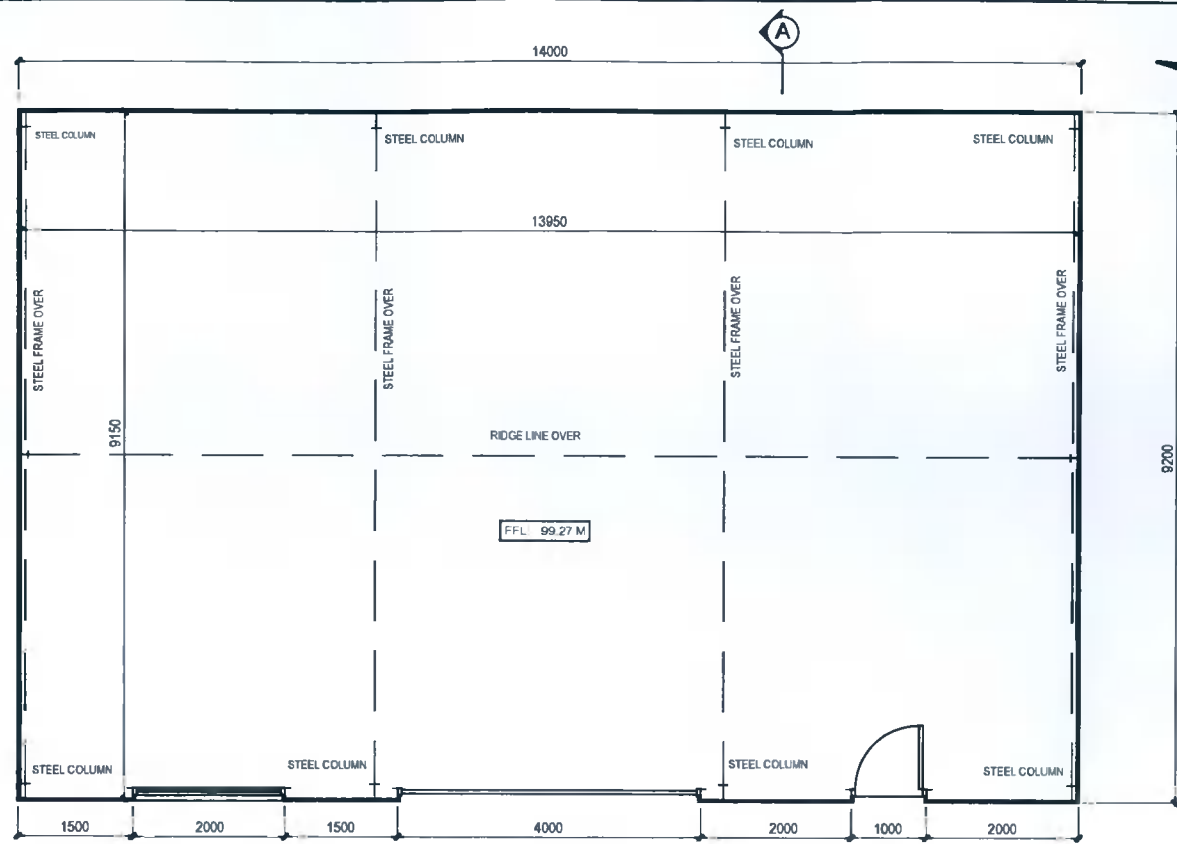 A
14000
STEEL COLUMN
STEEL COLUMN
STEEL COLUMN
STEEL COLUMN
13950
STEEL FRAME OVER
STEEL FRAME OVER
STEEL FRAME OVER
STEEL FRAME OVER
9150
RIDGE LINE OVER
9200
FFL 99.27 M
STEEL COLUMN
STEEL COLUMN
STEEL COLUMN
STEEL COLUMN
1500
2000
1500
4000
2000
1000
2000